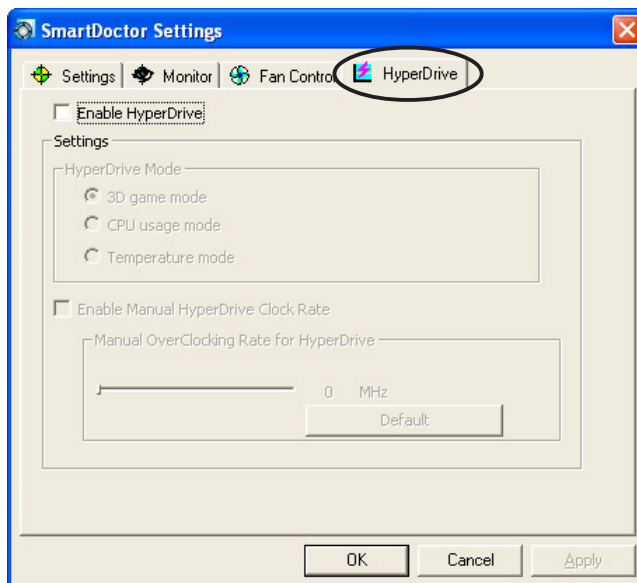 SmartDoctor Settings
Settings Monitor Fan Control HyperDrive
Enable HyperDrive
Settings
HyperDrive Mode
3D game mode
CPU usage mode
Temperature mode
Enable Manual HyperDrive Clock Rate
Manual OverClocking Rate for HyperDrive
0 MHz
Default
OK Cancel Apply